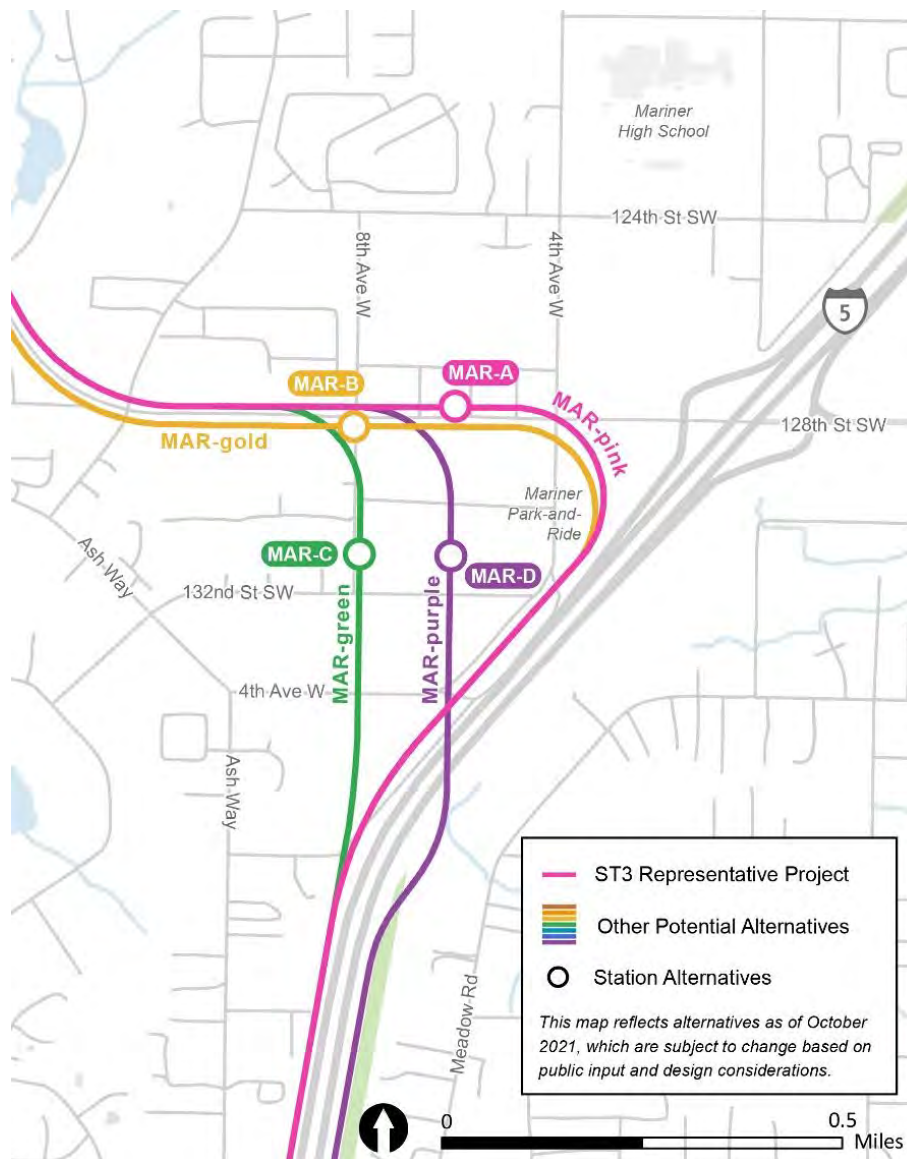 Mariner
High School
124th St SW
8th Ave W
4th Ave W
5
MAR-B
MAR-A
MAR-pink
MAR-gold
128th St SW
Mariner
Park-and-
Ride
MAR-C
MAR-D
Ash-Way
132nd St SW
MAR-green
MAR-purple
4th Ave W
Ash-Way
Meadow-Rd
ST3 Representative Project
Other Potential Alternatives
Station Alternatives
This map reflects alternatives as of October
2021, which are subject to change based on
public input and design considerations.
0
0.5
Miles